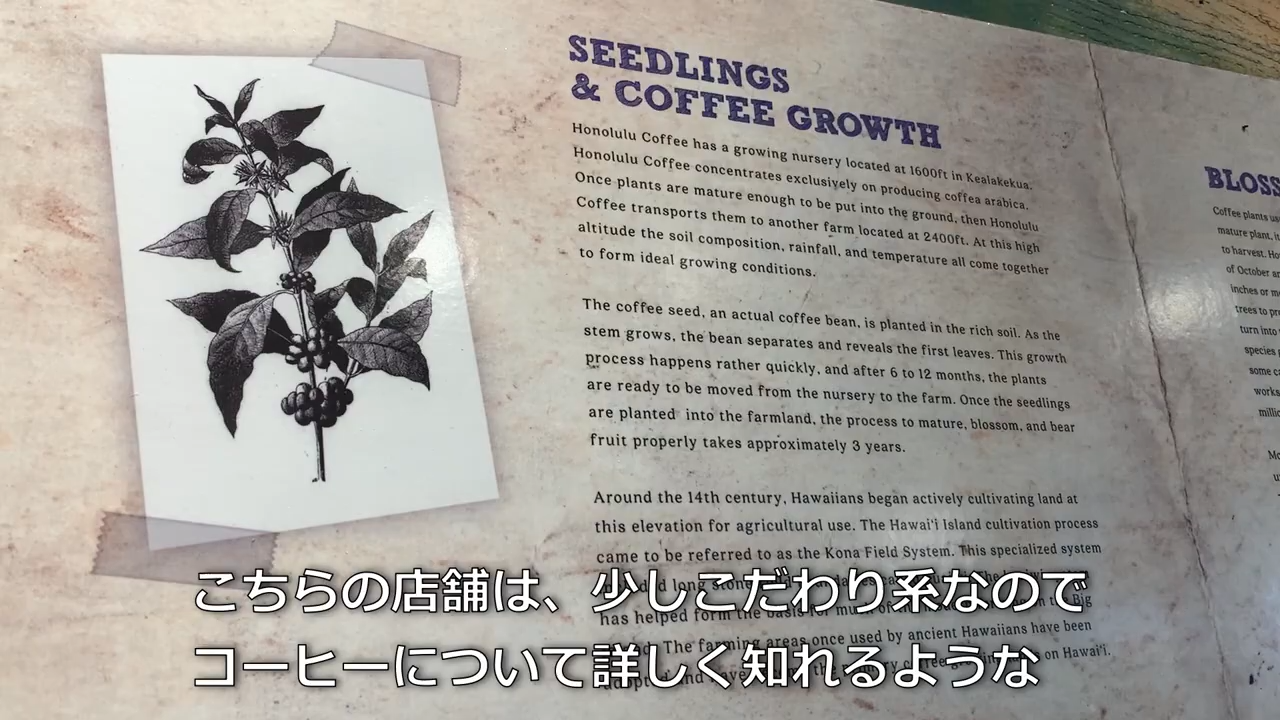 SEEDLINGS
& COFFEE GROWTH
Honolulu Coffee has a growing nursery located at 1600ft in Kealakekua.
Honolulu Coffee concentrates exclusively on producing coffea arabica.
Once plants are mature enough to be put into the ground, then Honolulu
Coffee transports them to another farm located at 2400ft. At this high
altitude the soil composition, rainfall, and temperature all come together
to form ideal growing conditions.
The coffee seed, an actual coffee bean, is planted in the rich soil. As the
stem grows, the bean separates and reveals the first leaves. This growth
process happens rather quickly, and after 6 to 12 months, the plants
are ready to be moved from the nursery to the farm. Once the seedlings
are planted into the farmland, the process to mature, blossom, and bear
fruit properly takes approximately 3 years.
Around the 14th century, Hawaiians began actively cultivating land at
this elevation for agricultural use. The Hawai'i Island cultivation process
came to be referred to as the Kona Field System. This specialized system
long
has helped form the basis for Big
The farming areas once used by ancient Hawaiians have been
coffee on Hawai'i.
Coffee plants
mature plant,
to harvest.
of October
inches or
trees to
turn into
species
some
works
こちらの店舗は、少しこだわり系なので
コーヒーについて詳しく知れるような